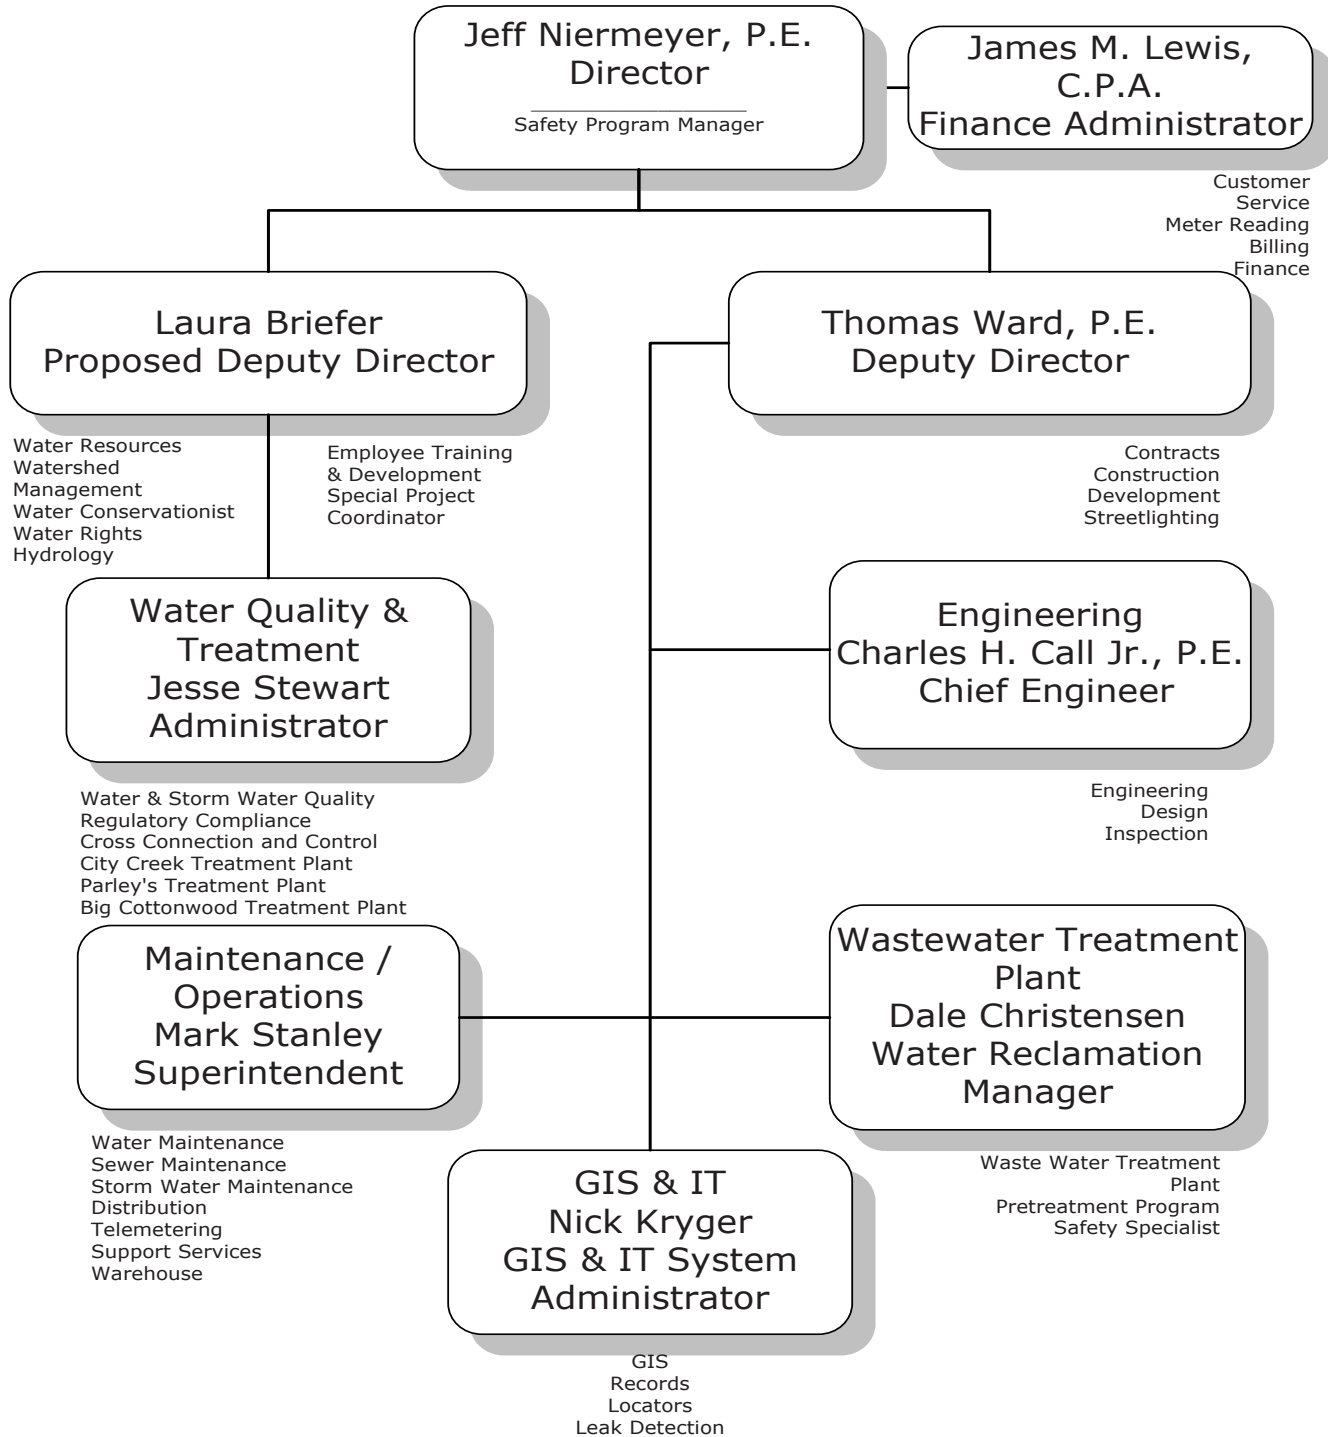 Jeff Niermeyer, P.E.
Director
Safety Program Manager
James M. Lewis,
C.P.A.
Finance Administrator
Customer
Service
Meter Reading
Billing
Finance
Laura Briefer
Proposed Deputy Director
Thomas Ward, P.E.
Deputy Director
Water Resources
Watershed
Management
Water Conservationist
Water Rights
Hydrology
Employee Training
& Development
Special Project
Coordinator
Contracts
Construction
Development
Streetlighting
Water Quality &
Treatment
Jesse Stewart
Administrator
Engineering
Charles H. Call Jr., P.E.
Chief Engineer
Water & Storm Water Quality
Regulatory Compliance
Cross Connection and Control
City Creek Treatment Plant
Parley's Treatment Plant
Big Cottonwood Treatment Plant
Engineering
Design
Inspection
Maintenance /
Operations
Mark Stanley
Superintendent
Wastewater Treatment
Plant
Dale Christensen
Water Reclamation
Manager
Water Maintenance
Sewer Maintenance
Storm Water Maintenance
Distribution
Telemetering
Support Services
Warehouse
GIS & IT
Nick Kryger
GIS & IT System
Administrator
Waste Water Treatment
Plant
Pretreatment Program
Safety Specialist
GIS
Records
Locators
Leak Detection